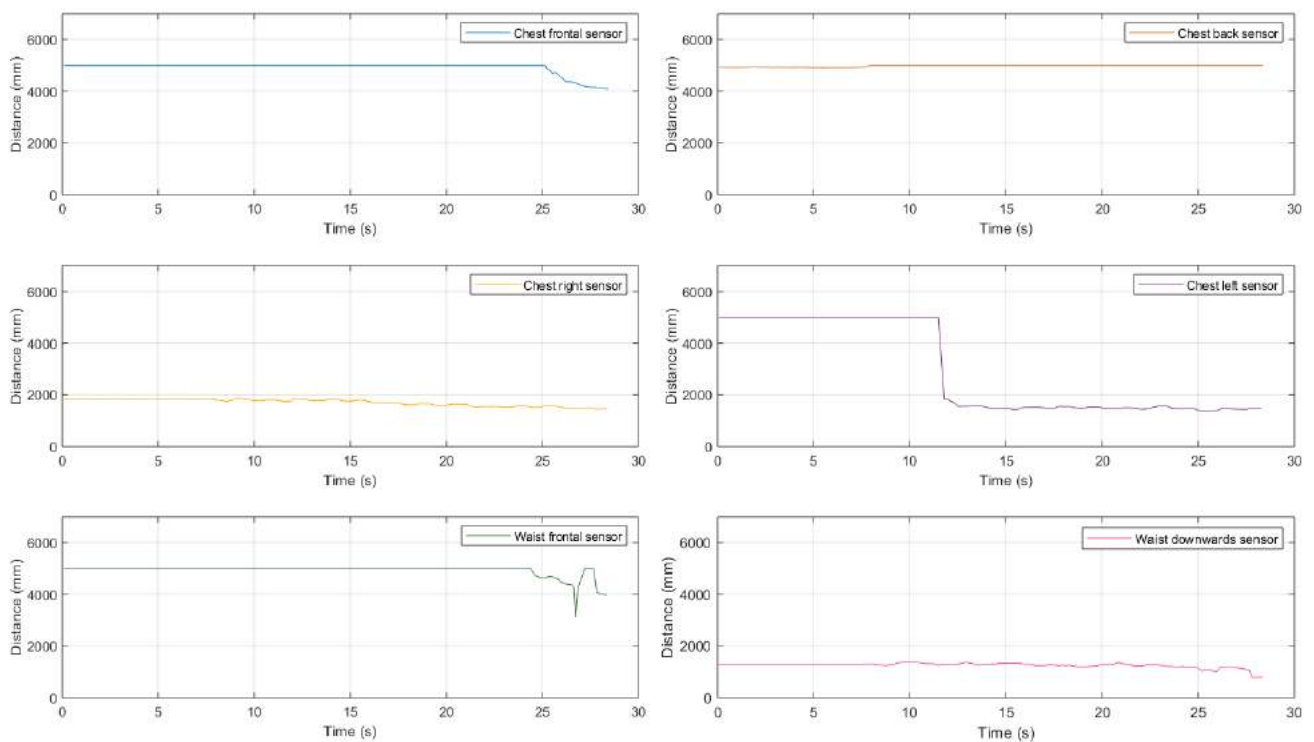 Chest frontal sensor
6000
4000
2000
0
Distance (mm)
0 5 10 15 20 25 30
Time (s)
Chest back sensor
6000
4000
2000
0
Distance (mm)
0 5 10 15 20 25 30
Time (s)
Chest right sensor
6000
4000
2000
0
Distance (mm)
0 5 10 15 20 25 30
Time (s)
Chest left sensor
6000
4000
2000
0
Distance (mm)
0 5 10 15 20 25 30
Time (s)
Waist frontal sensor
6000
4000
2000
0
Distance (mm)
0 5 10 15 20 25 30
Time (s)
Waist downwards sensor
6000
4000
2000
0
Distance (mm)
0 5 10 15 20 25 30
Time (s)